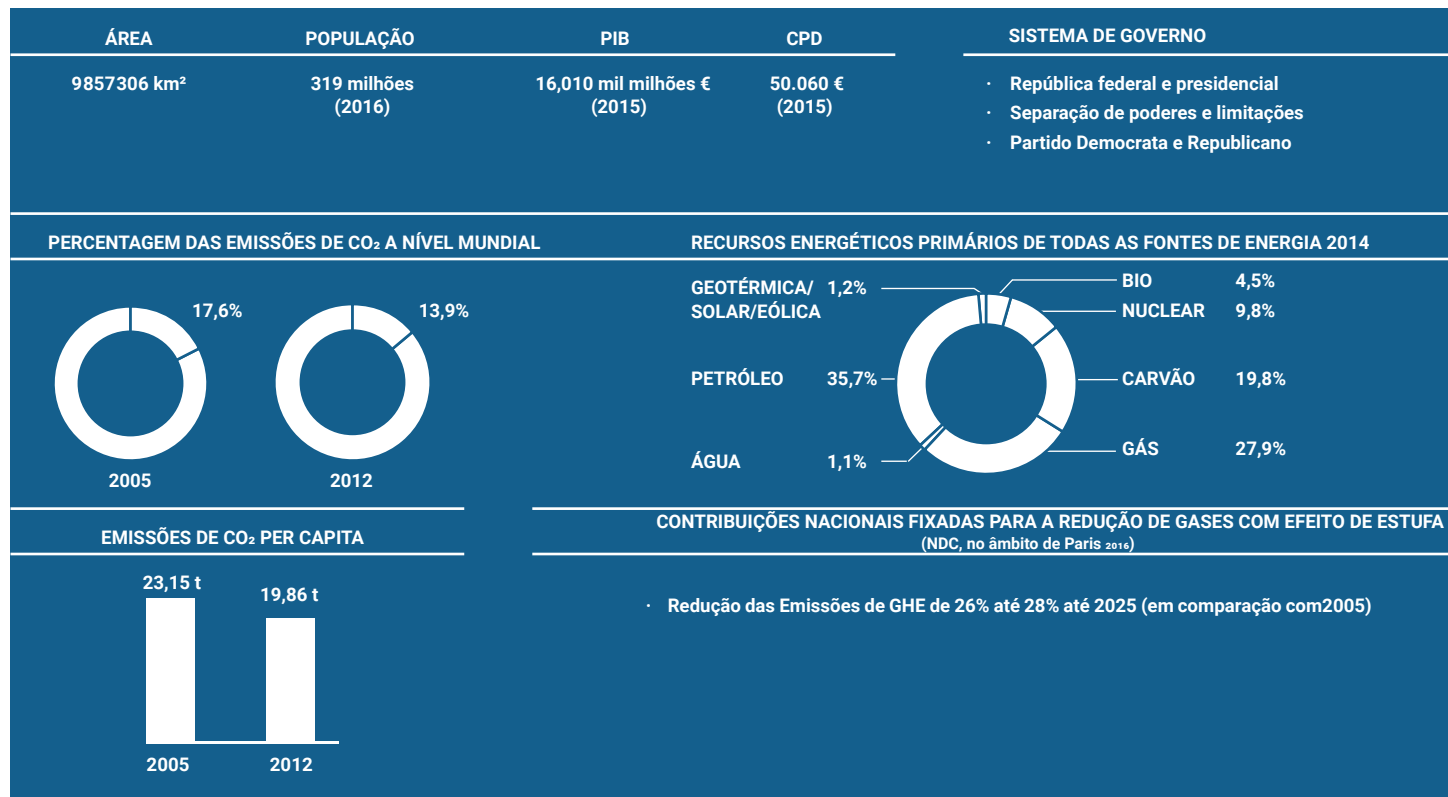 ÁREA
POPULAÇÃO
PIB
CPD
SISTEMA DE GOVERNO
9857306 km²
319 milhões
(2016)
16,010 mil milhões €
(2015)
50.060 €
(2015)
· República federal e presidencial
· Separação de poderes e limitações
· Partido Democrata e Republicano
PERCENTAGEM DAS EMISSÕES DE CO₂ A NÍVEL MUNDIAL
17,6%
13,9%
2005
2012
RECURSOS ENERGÉTICOS PRIMÁRIOS DE TODAS AS FONTES DE ENERGIA 2014
GEOTÉRMICA/ 1,2%
SOLAR/EÓLICA
PETRÓLEO 35,7%
ÁGUA 1,1%
BIO 4,5%
NUCLEAR 9,8%
CARVÃO 19,8%
GÁS 27,9%
EMISSÕES DE CO₂ PER CAPITA
23,15 t
19,86 t
2005
2012
CONTRIBUIÇÕES NACIONAIS FIXADAS PARA A REDUÇÃO DE GASES COM EFEITO DE ESTUFA
(NDC, no âmbito de Paris ₂₀₁₆)
· Redução das Emissões de GHE de 26% até 28% até 2025 (em comparação com2005)